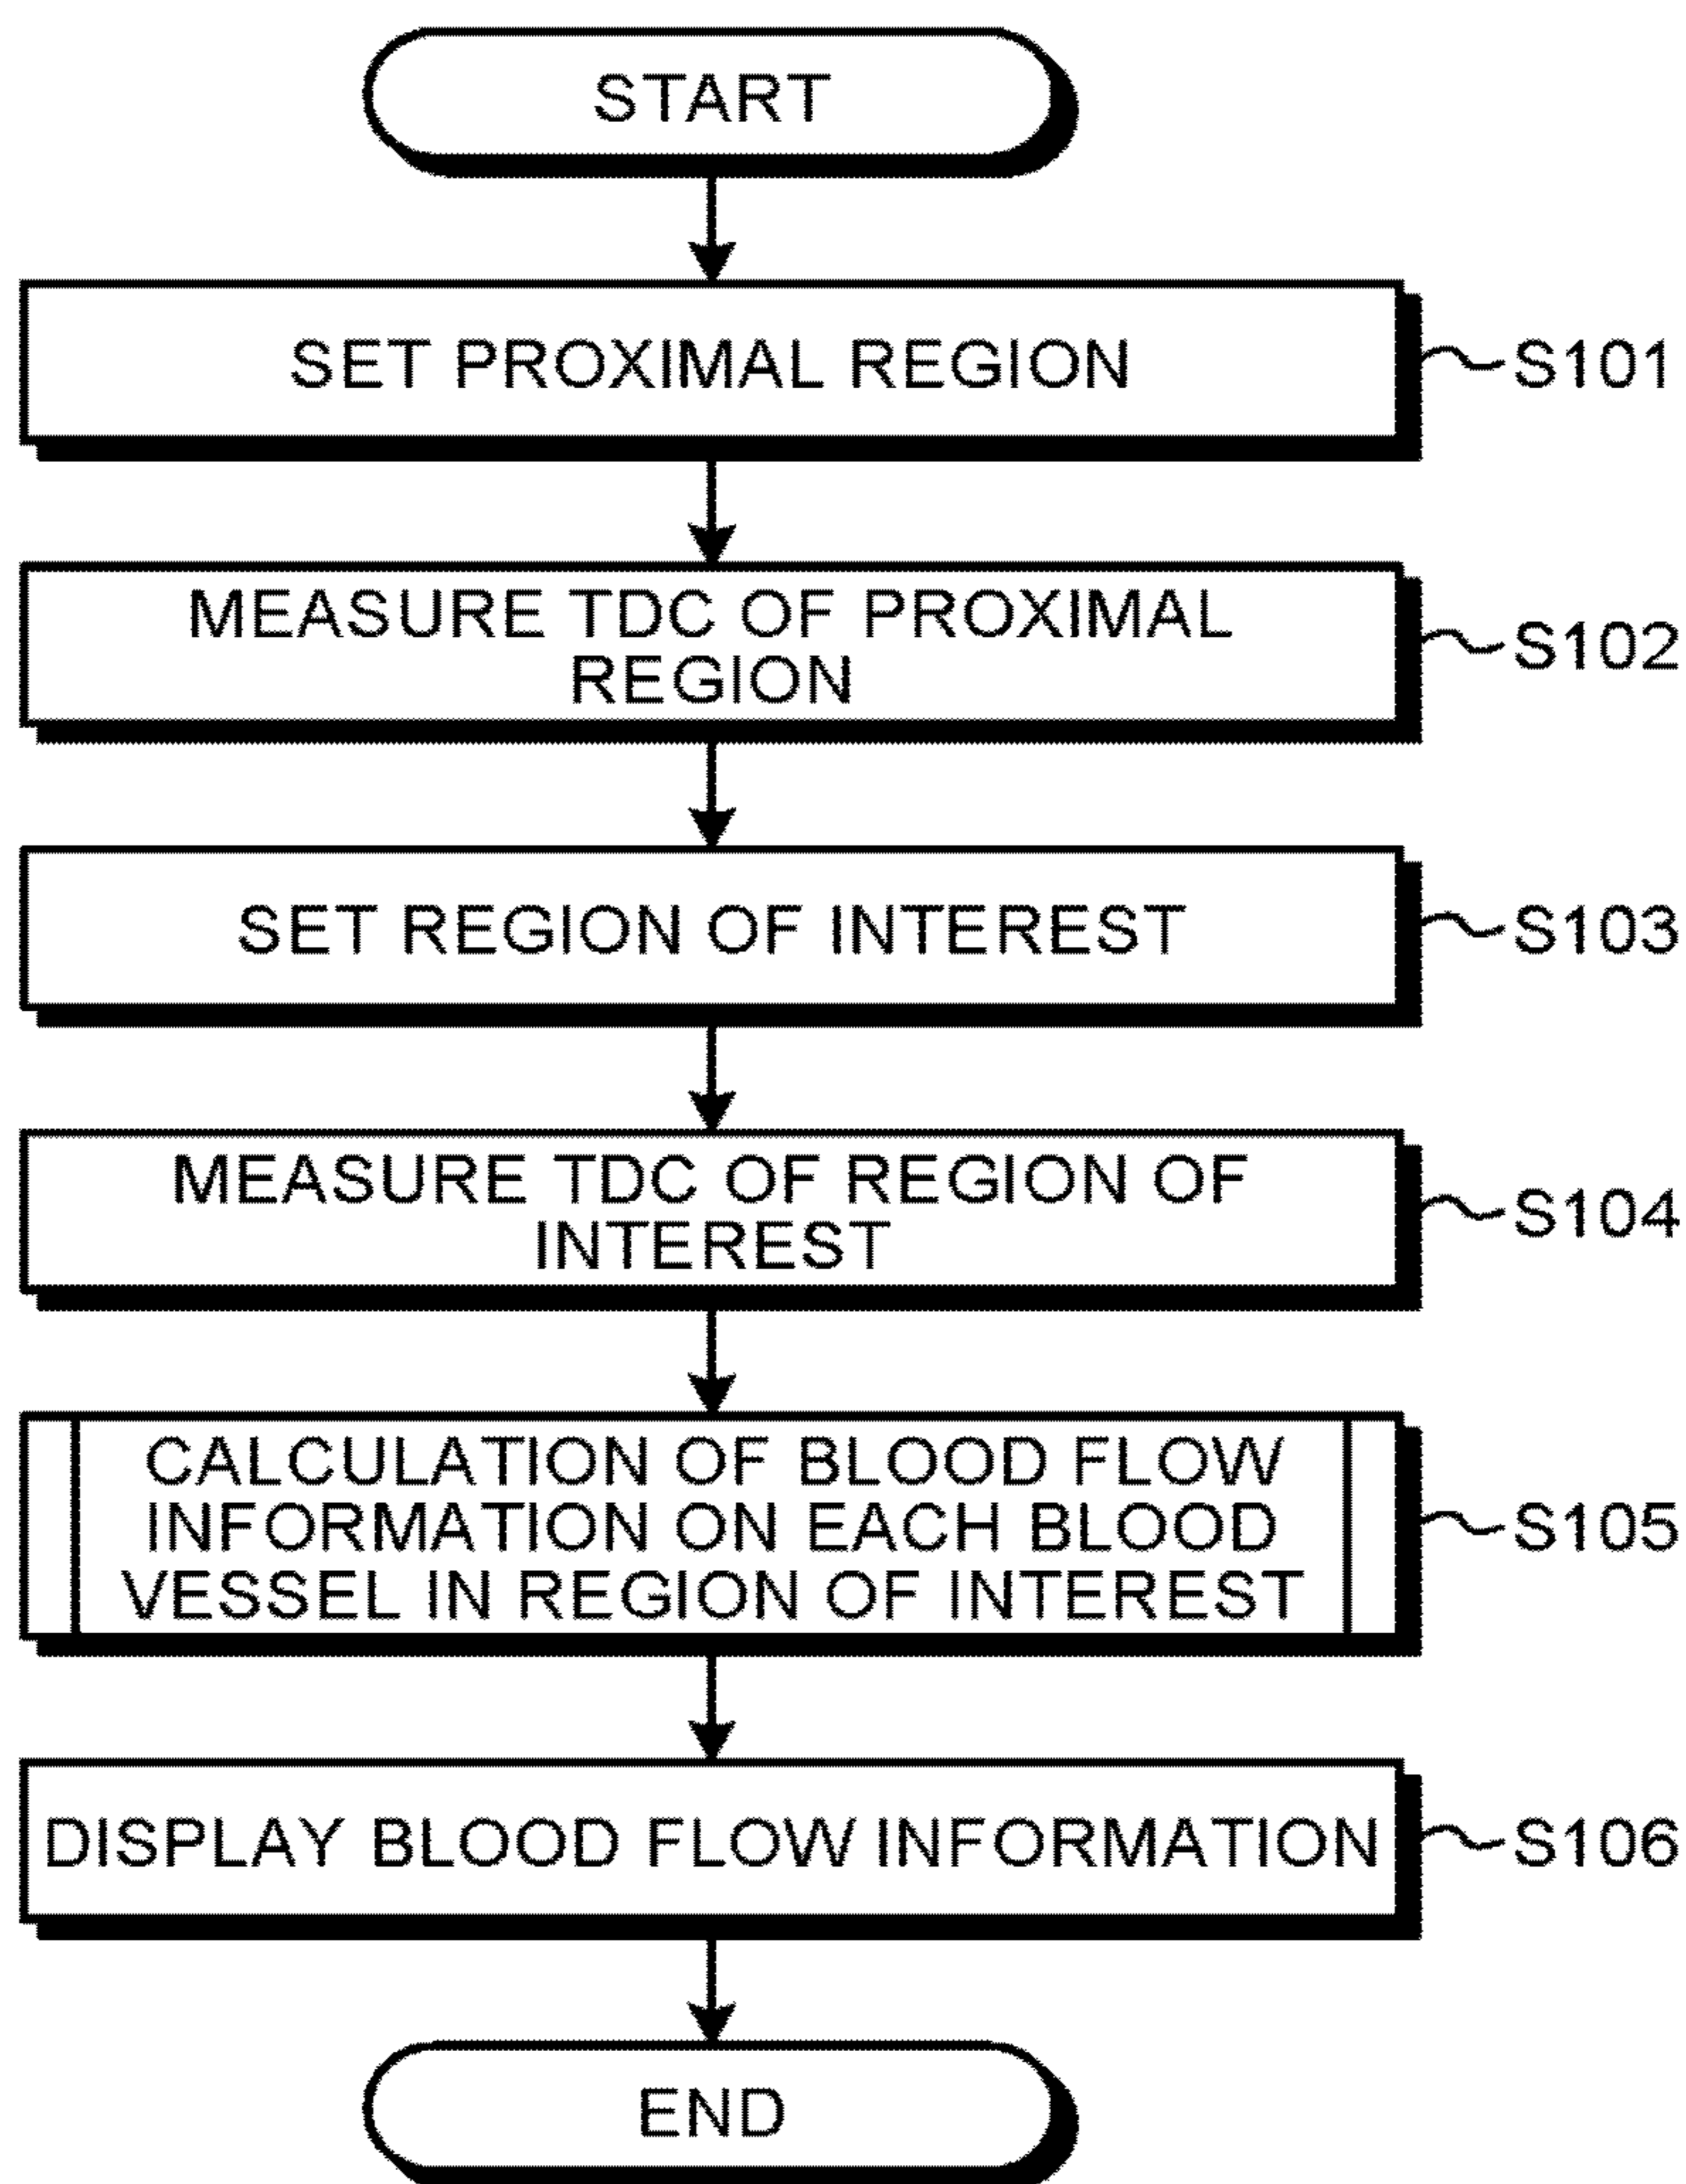 START
SET PROXIMAL REGION
S101
MEASURE TDC OF PROXIMAL
REGION
S102
SET REGION OF INTEREST
S103
MEASURE TDC OF REGION OF
INTEREST
S104
CALCULATION OF BLOOD FLOW
INFORMATION ON EACH BLOOD
VESSEL IN REGION OF INTEREST
S105
DISPLAY BLOOD FLOW INFORMATION
S106
END